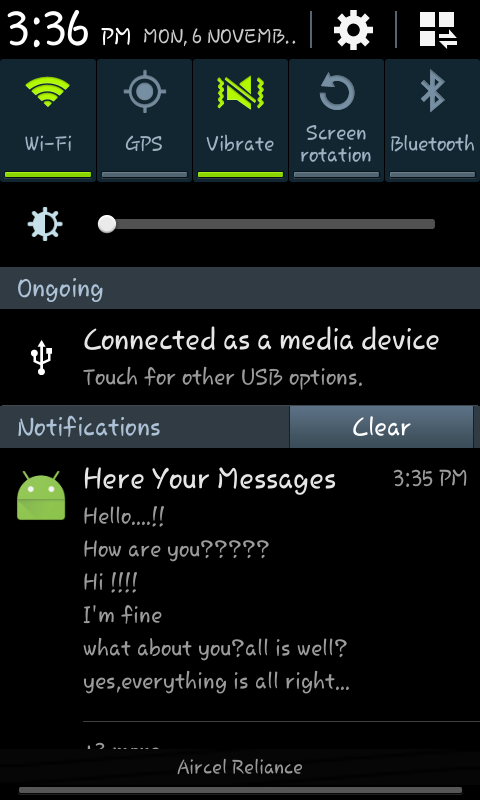 3:36 PM MON, 6 NOVEMB..
Wi-Fi
GPS
Vibrate
Screen
rotation
Bluetooth
Ongoing
Connected as a media device
Touch for other USB options.
Notifications
Clear
Here Your Messages 3:35 PM
Hello....!!
How are you?????
Hi !!!!
I'm fine
what about you?all is well?
yes,everything is all right...
Aircel Reliance